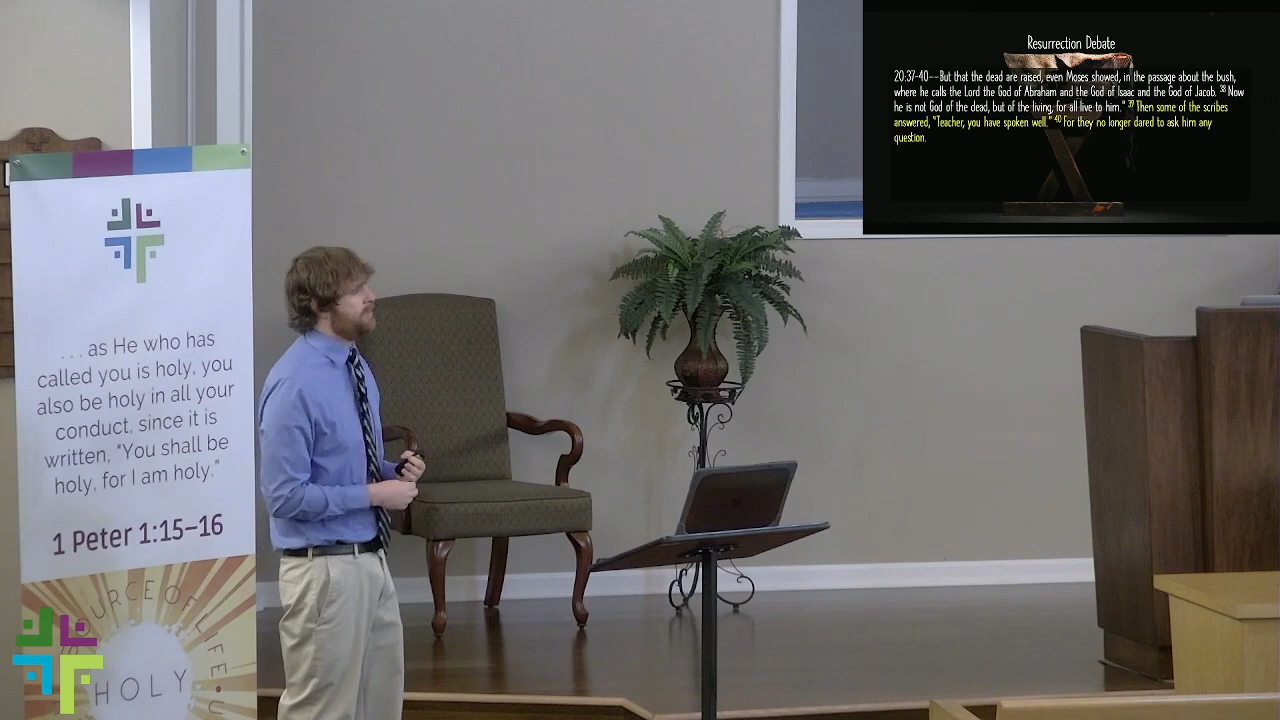 Resurrection Debate
20:37-40--But that the dead are raised, even Moses showed, in the passage about the bush,
where he calls the Lord the God of Abraham and the God of Isaac and the God of Jacob. 38 Now
he is not God of the dead, but of the living, for all live to him." 39 Then some of the scribes
answered, "Teacher, you have spoken well." 40 For they no longer dared to ask him any
question.
. . . as He who has
called you is holy, you
also be holy in all your
conduct, since it is
written, "You shall be
holy, for I am holy."
1 Peter 1:15–16
SOURCE OF LIFE • U
HOLY